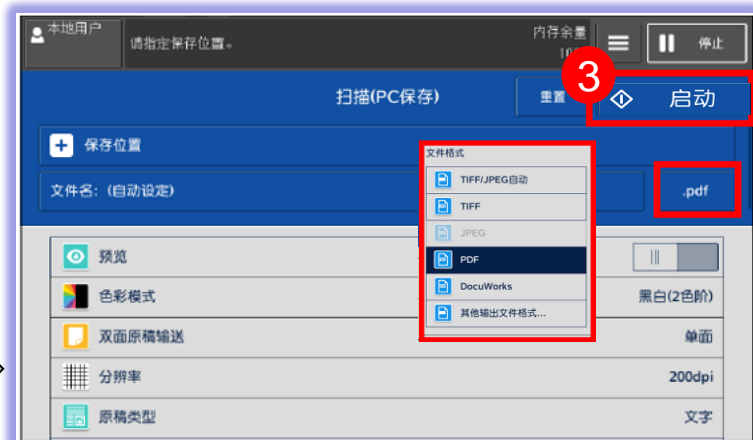 本地用户
请指定保存位置。
内存余量
停止
3
扫描(PC保存)
重置
启动
保存位置
文件名: (自动设定)
.pdf
文件格式
TIFF/JPEG自动
TIFF
JPEG
PDF
DocuWorks
其他输出文件格式...
预览
色彩模式
黑白(2色阶)
双面原稿输送
单面
分辨率
200dpi
原稿类型
文字